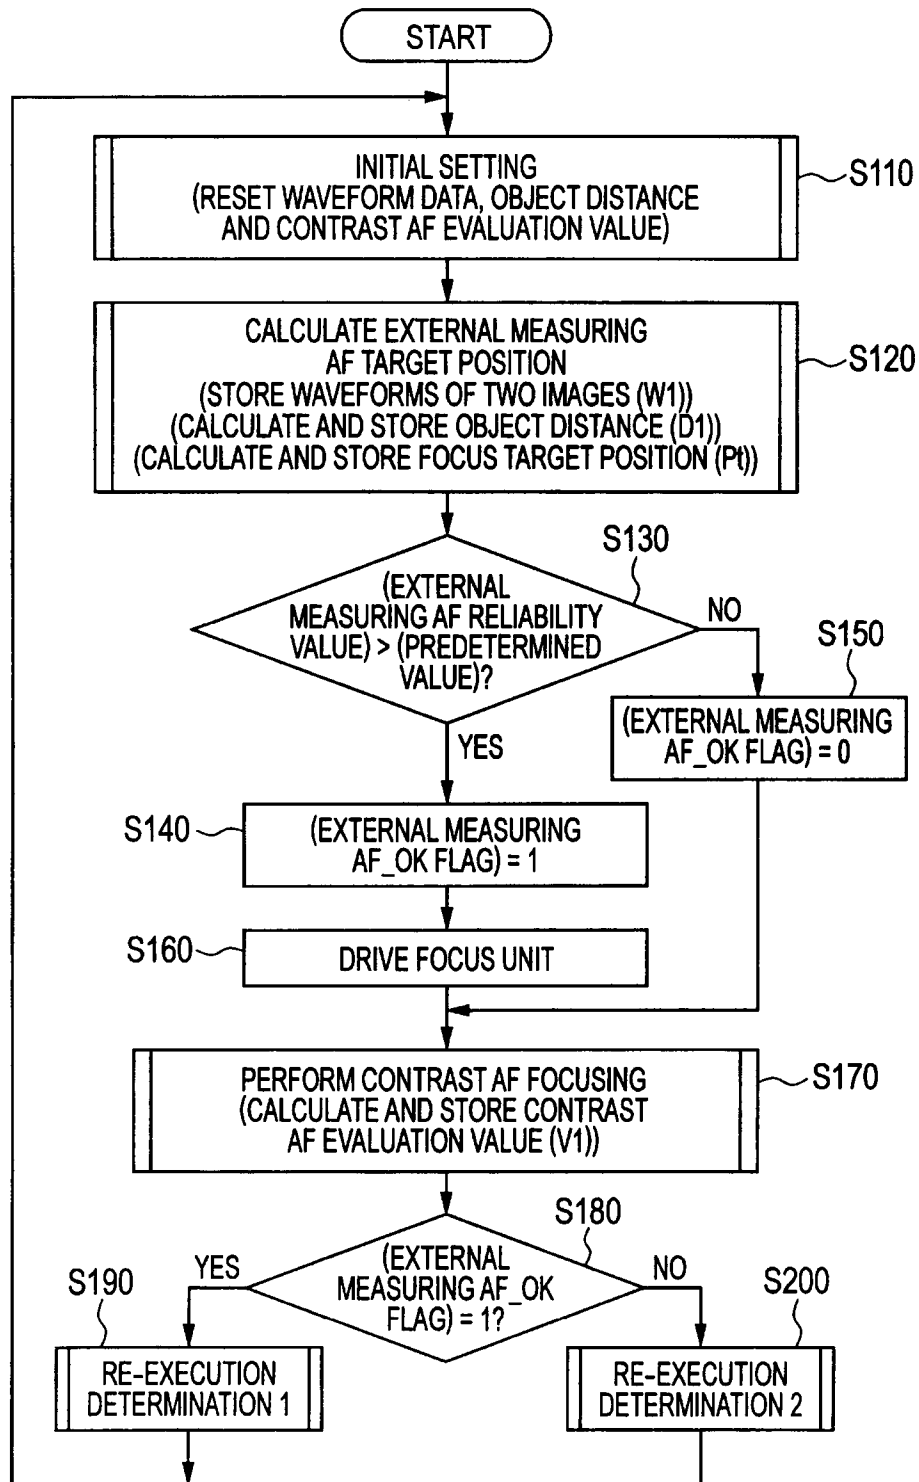 START
INITIAL SETTING
(RESET WAVEFORM DATA, OBJECT DISTANCE
AND CONTRAST AF EVALUATION VALUE)
S110
CALCULATE EXTERNAL MEASURING
AF TARGET POSITION
(STORE WAVEFORMS OF TWO IMAGES (W1))
(CALCULATE AND STORE OBJECT DISTANCE (D1))
(CALCULATE AND STORE FOCUS TARGET POSITION (Pt))
S120
S130
(EXTERNAL
MEASURING AF RELIABILITY
VALUE) > (PREDETERMINED
VALUE)?
NO
YES
S150
(EXTERNAL MEASURING
AF_OK FLAG) = 0
S140
(EXTERNAL MEASURING
AF_OK FLAG) = 1
S160
DRIVE FOCUS UNIT
PERFORM CONTRAST AF FOCUSING
(CALCULATE AND STORE CONTRAST
AF EVALUATION VALUE (V1))
S170
S180
(EXTERNAL
MEASURING AF_OK
FLAG) = 1?
YES
NO
S190
RE-EXECUTION
DETERMINATION 1
S200
RE-EXECUTION
DETERMINATION 2